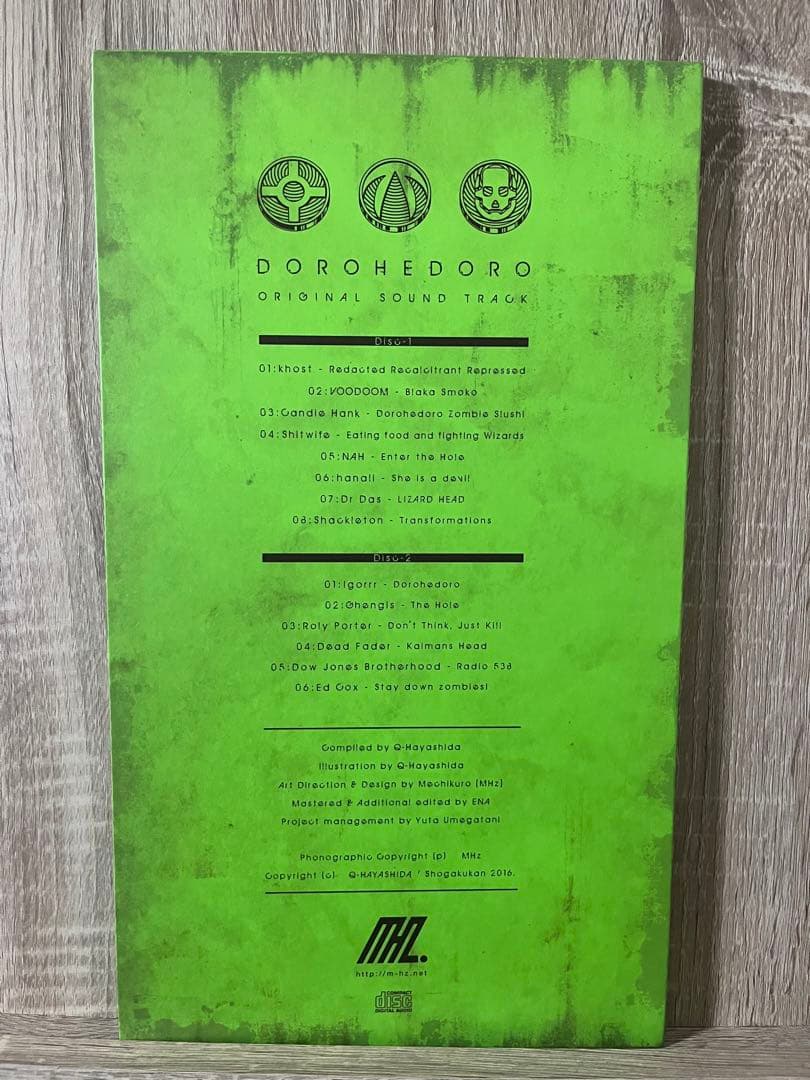 DOROHEDORO
ORIGINAL SOUND TRACK
Disc-1
01:khost - Redacted Recalcitrant Repressed
02:VOODOOM - Blaka Smoke
03:Candie Hank - Dorohedoro Zombie Slushi
04:Shitwife - Eating food and fighting Wizards
05:NAH - Enter the Hole
06:hanali - She is a devil
07:Dr Das - LIZARD HEAD
08:Shackleton - Transformations
Disc-2
01:Igorrr - Dorohedoro
02:Ghengis - The Hole
03:Roly Porter - Don't Think, Just Kill
04:Dead Fader - Kaimans Head
05:Dow Jones Brotherhood - Radio 538
06:Ed Cox - Stay down zombies!
Compiled by Q-Hayashida
Illustration by Q-Hayashida
Art Direction & Design by Mechikuro [MHz]
Mastered & Additional edited by ENA
Project management by Yuta Umegatani
Phonographic Copyright (p) MHz
Copyright (c) Q-HAYASHIDA / Shogakukan 2016.
MHZ.
http://m-hz.net
COMPACT
disc
DIGITAL AUDIO